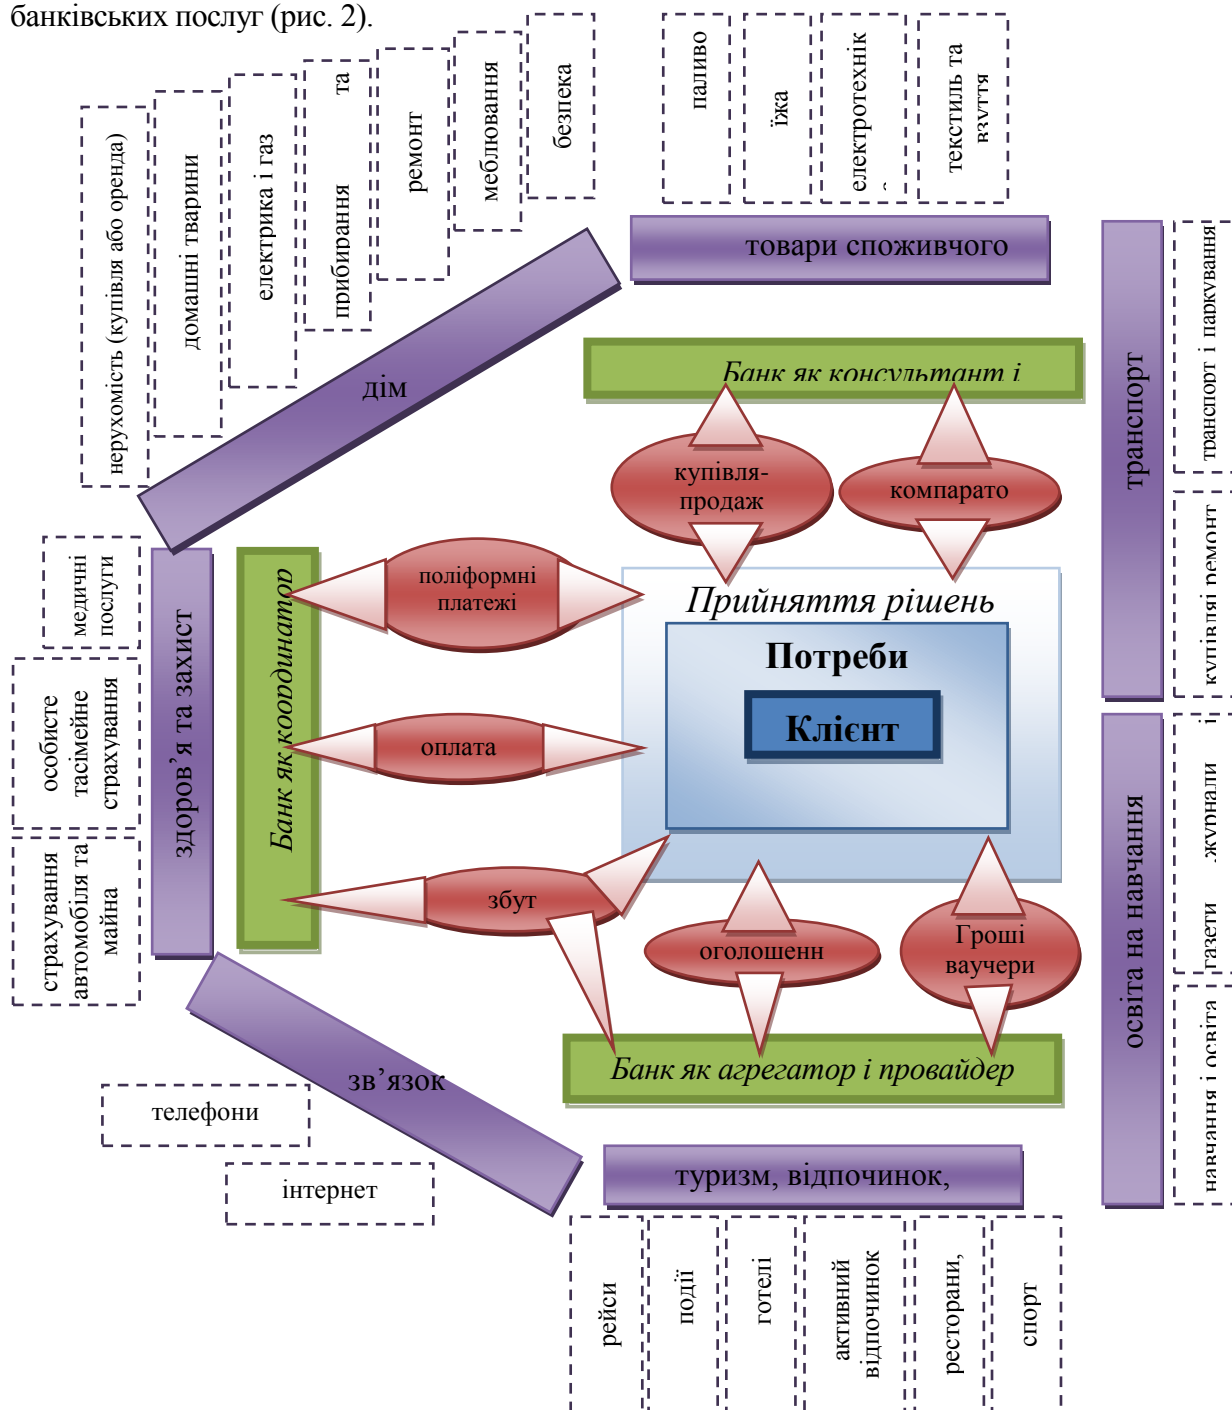 банківських послуг (рис. 2).
нерухомість (купівля або оренда)
домашні тварини
електрика і газ
прибирання та
ремонт
меблювання
безпека
паливо
їжа
електротехнік
текстиль та
взуття
товари споживчого
дім
Банк як консультант і
купівля-
продаж
компарато
транспорт
транспорт і паркування
купівлі ремонт
медичні
послуги
особисте
тасімейне
страхування
страхування
автомобіля та
майна
здоров’я та захист
Банк як координатор
поліформні
платежі
оплата
збут
Прийняття рішень
Потреби
Клієнт
оголошенн
Гроші
ваучери
Банк як агрегатор і провайдер
освіта на навчання
газети ,журнали і
навчання і освіта
зв’язок
телефони
інтернет
туризм, відпочинок,
рейси
події
готелі
активний
відпочинок
ресторани,
спорт